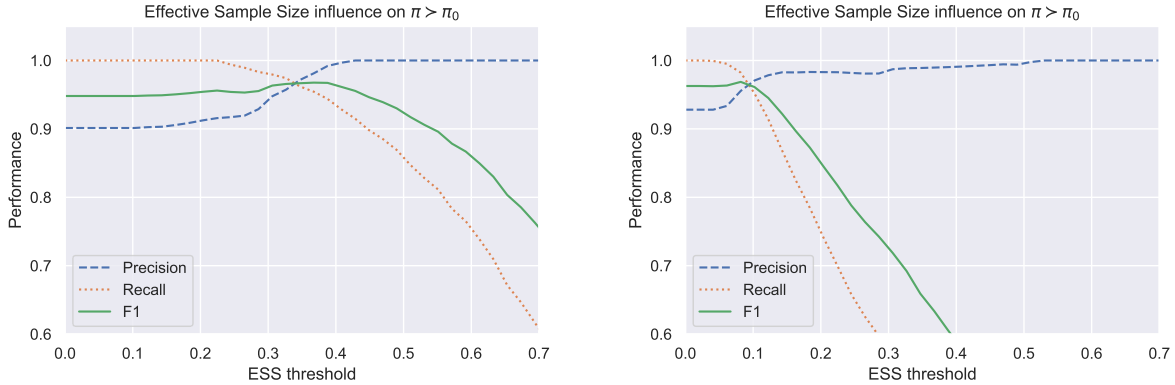 Effective Sample Size influence on π ≻ π₀
1.0
0.9
0.8
0.7
0.6
Performance
Precision
Recall
F1
0.0 0.1 0.2 0.3 0.4 0.5 0.6 0.7
ESS threshold
Effective Sample Size influence on π ≻ π₀
1.0
0.9
0.8
0.7
0.6
Performance
Precision
Recall
F1
0.0 0.1 0.2 0.3 0.4 0.5 0.6 0.7
ESS threshold